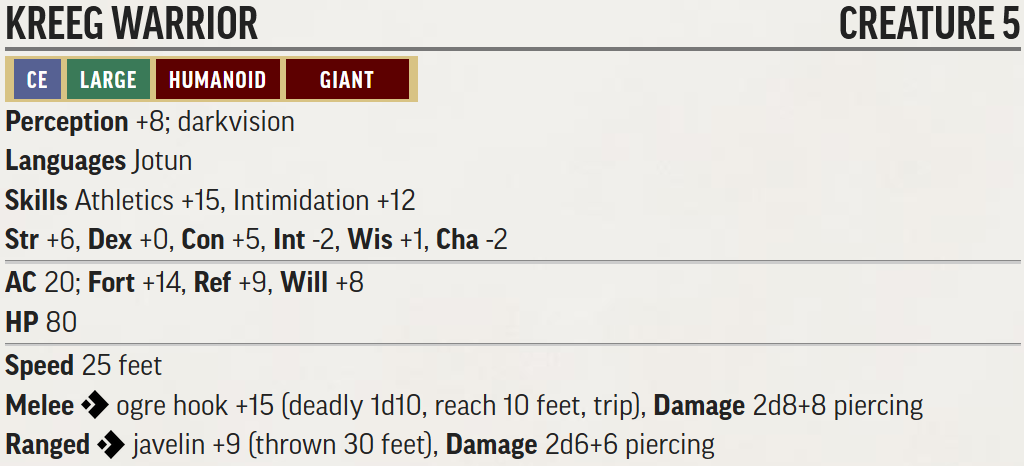 KREEG WARRIOR CREATURE 5
CE LARGE HUMANOID GIANT
Perception +8; darkvision
Languages Jotun
Skills Athletics +15, Intimidation +12
Str +6, Dex +0, Con +5, Int -2, Wis +1, Cha -2
AC 20; Fort +14, Ref +9, Will +8
HP 80
Speed 25 feet
Melee ogre hook +15 (deadly 1d10, reach 10 feet, trip), Damage 2d8+8 piercing
Ranged javelin +9 (thrown 30 feet), Damage 2d6+6 piercing